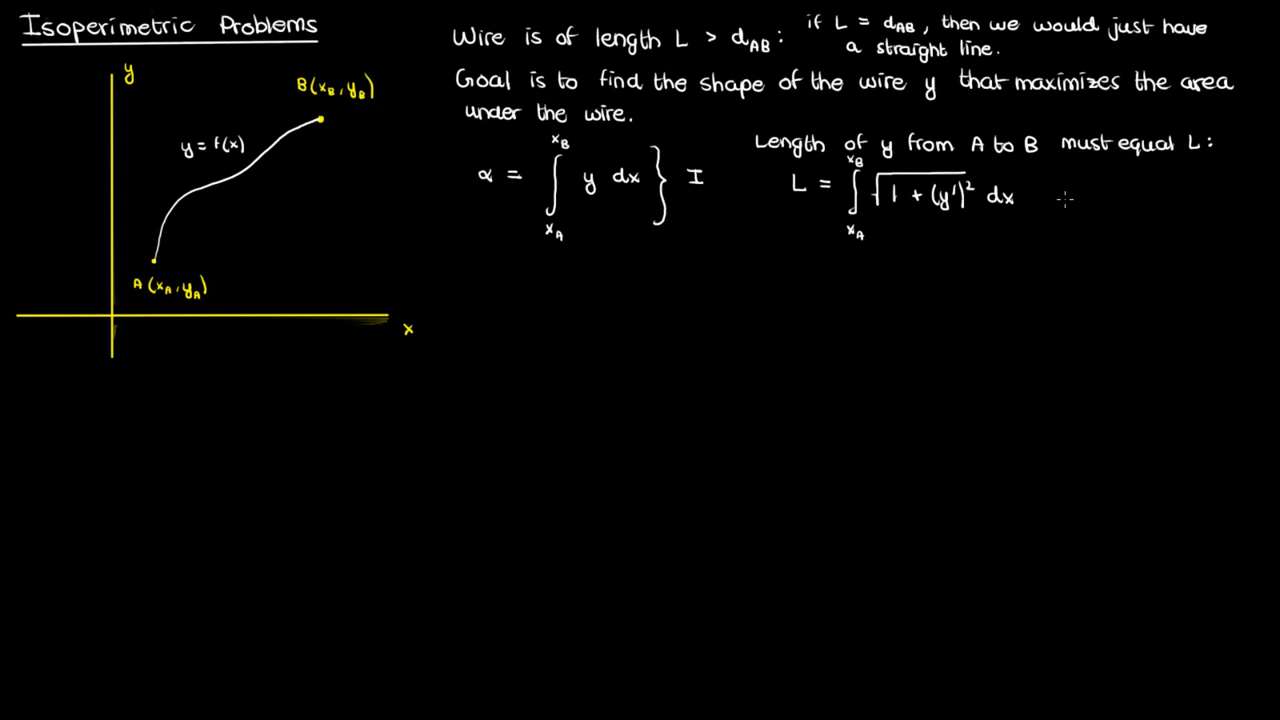 Isoperimetric Problems
y
B(x_B, y_B)
y = f(x)
A(x_A, y_A)
x
Wire is of length L > d_AB : if L = d_AB, then we would just have
a straight line.
Goal is to find the shape of the wire y that maximizes the area
under the wire.
α = ∫_{x_A}^{x_B} y dx } I
Length of y from A to B must equal L :
L = ∫_{x_A}^{x_B} √(1 + (y')²) dx